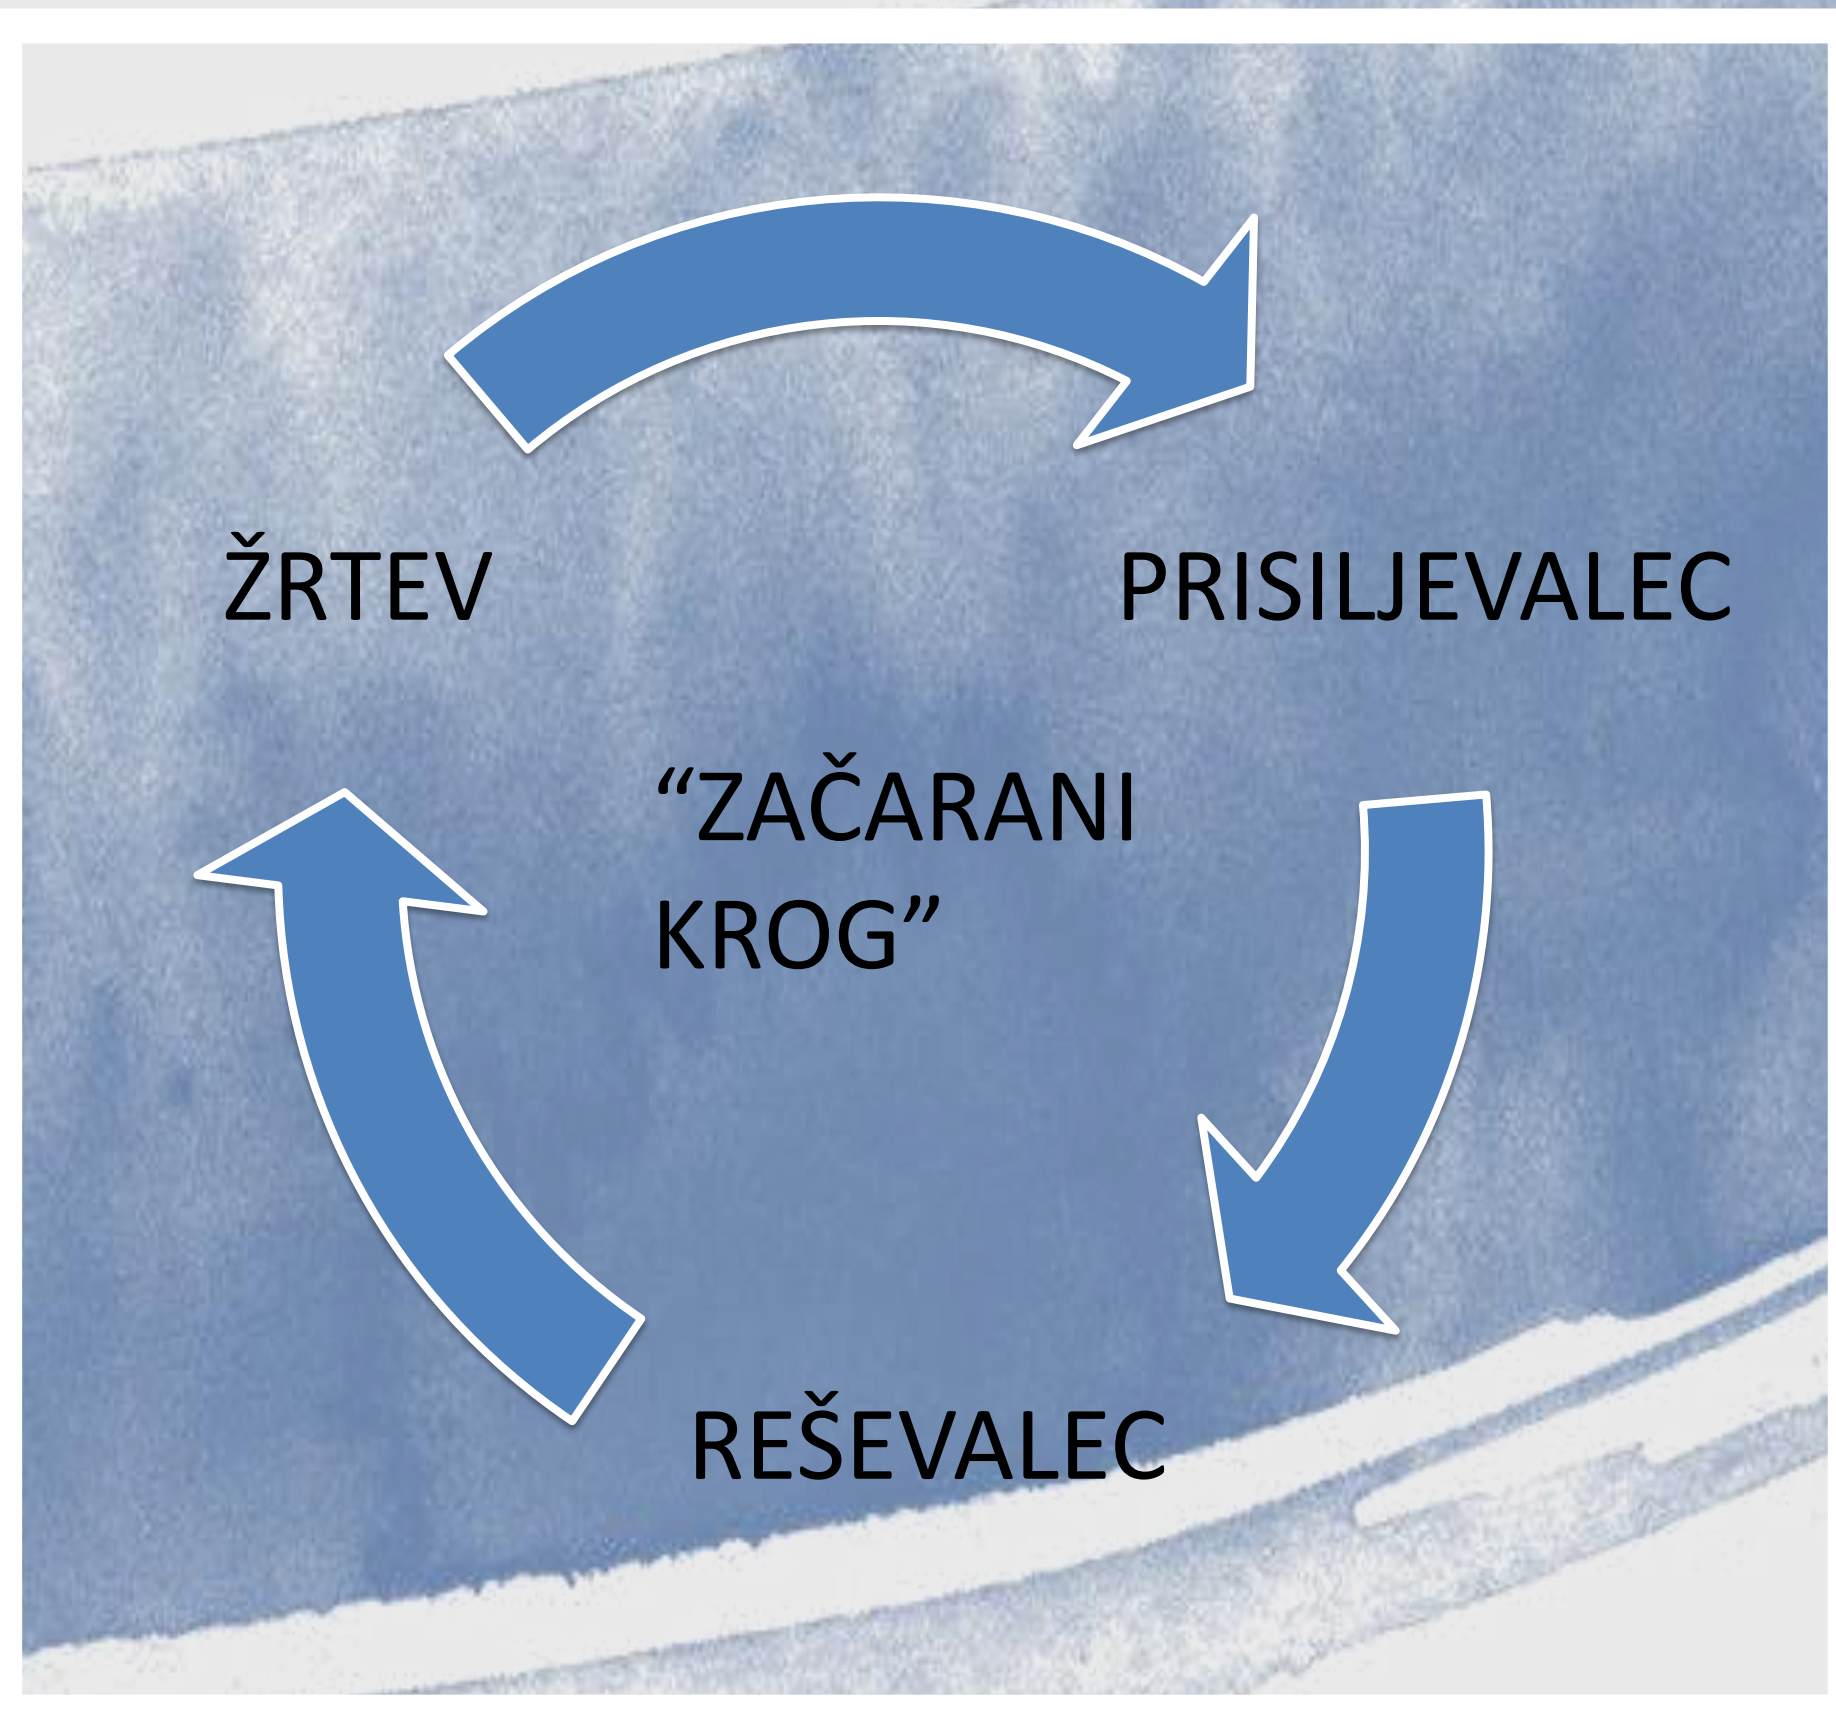 ŽRTEV
PRISILJEVALEC
“ZAČARANI
KROG”
REŠEVALEC